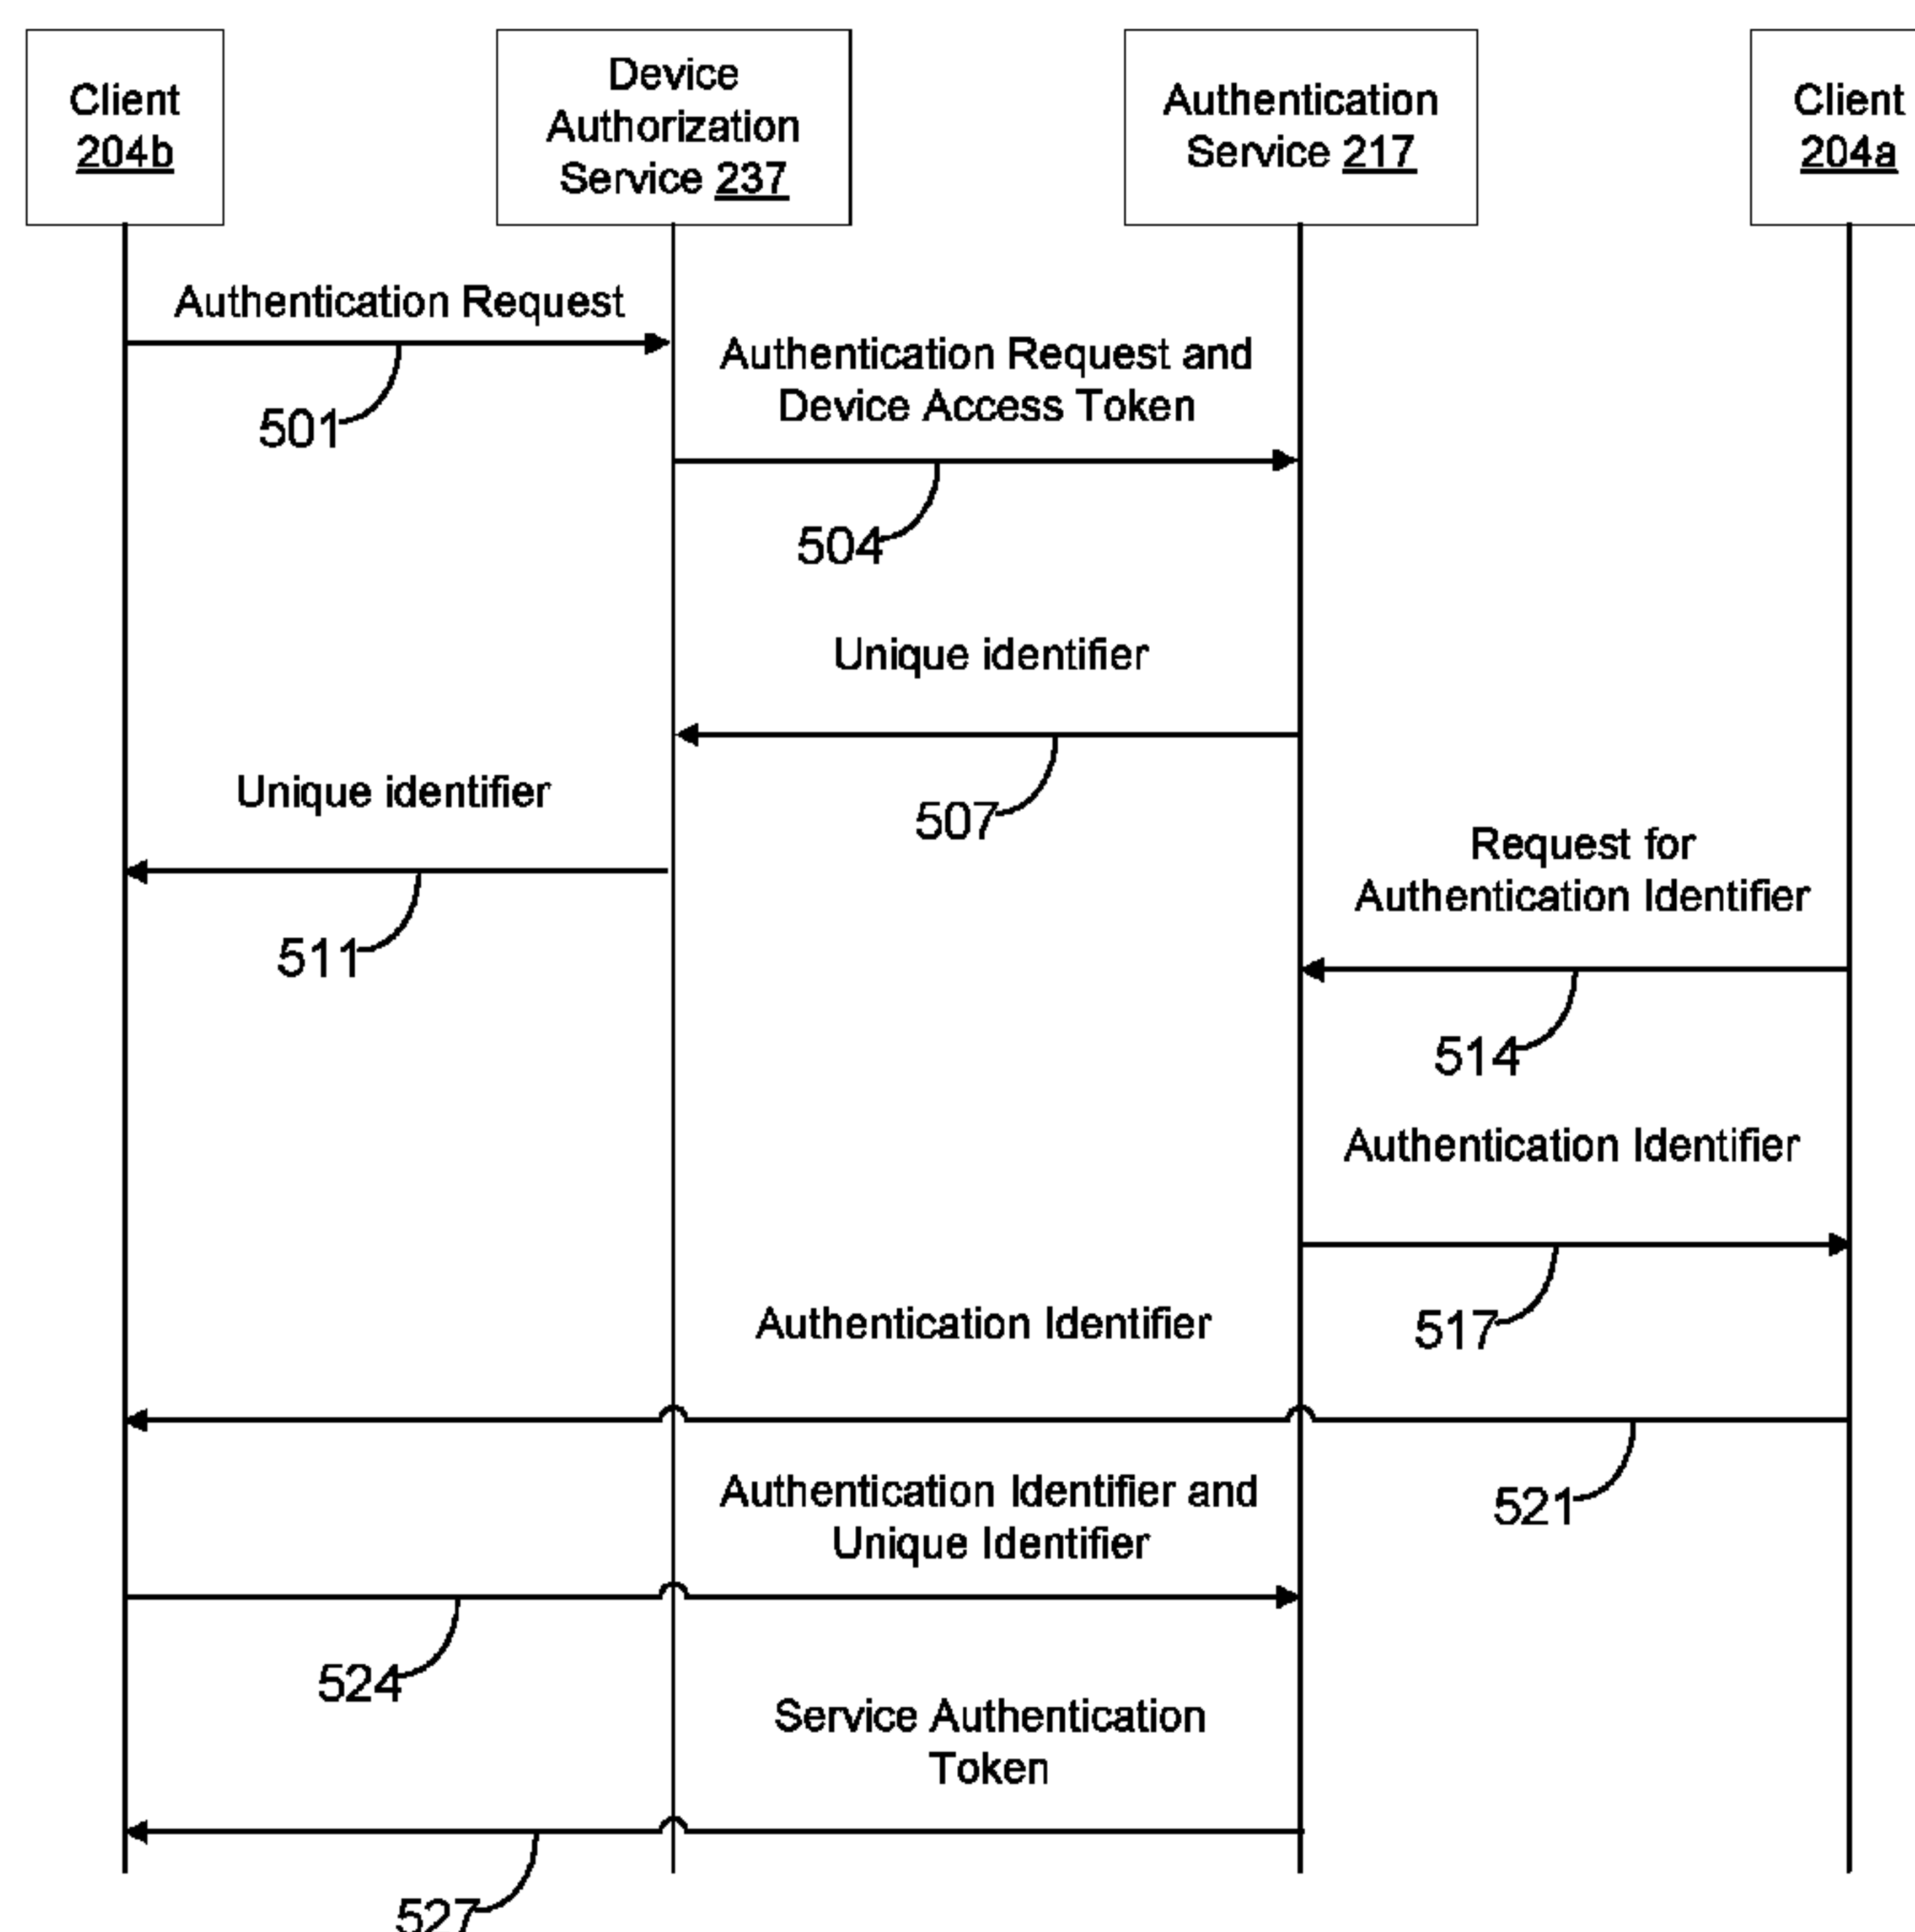 Client
204b
Device
Authorization
Service 237
Authentication
Service 217
Client
204a
Authentication Request
501
Authentication Request and
Device Access Token
504
Unique identifier
507
Unique identifier
511
Request for
Authentication Identifier
514
Authentication Identifier
517
Authentication Identifier
521
Authentication Identifier and
Unique Identifier
524
Service Authentication
Token
527